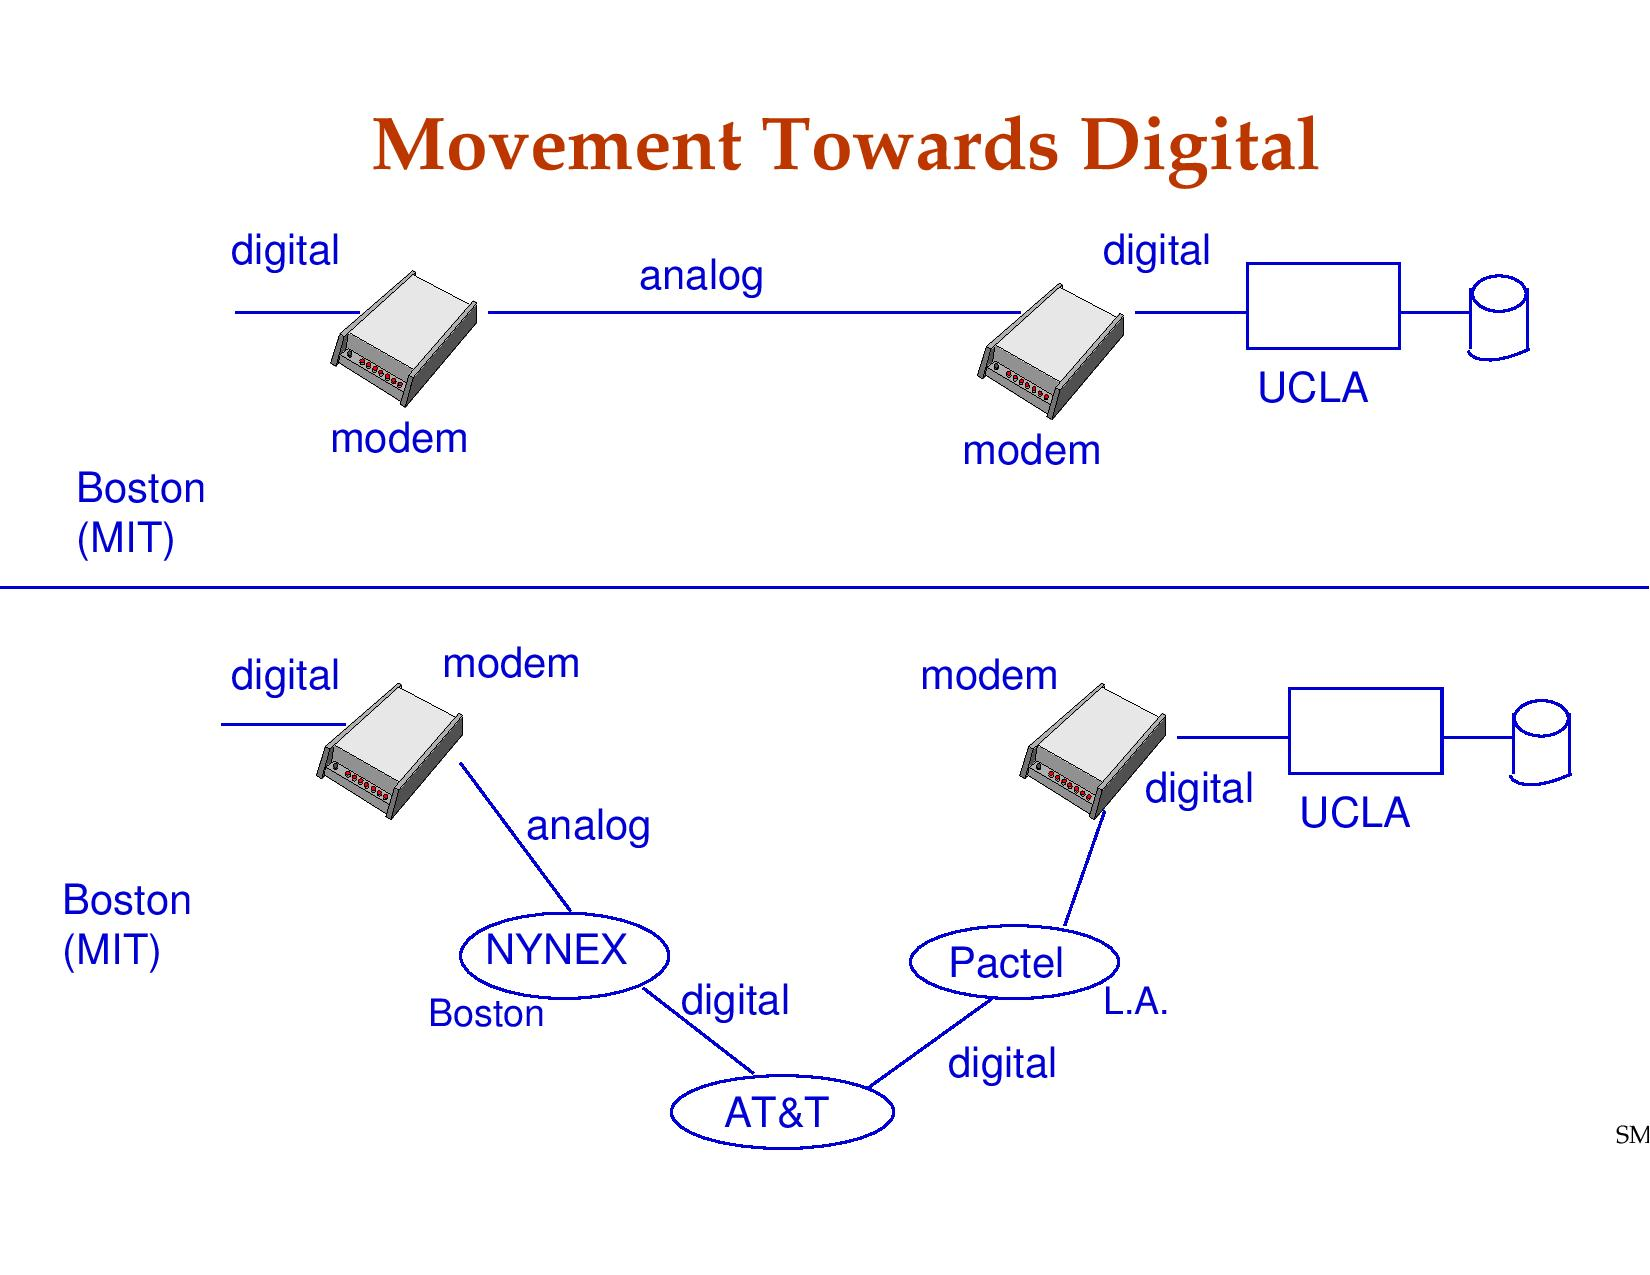 Movement Towards Digital
digital
analog
digital
modem
modem
UCLA
Boston
(MIT)
digital
modem
modem
digital
UCLA
analog
Boston
(MIT)
NYNEX
Boston
digital
Pactel
L.A.
digital
AT&T
SM